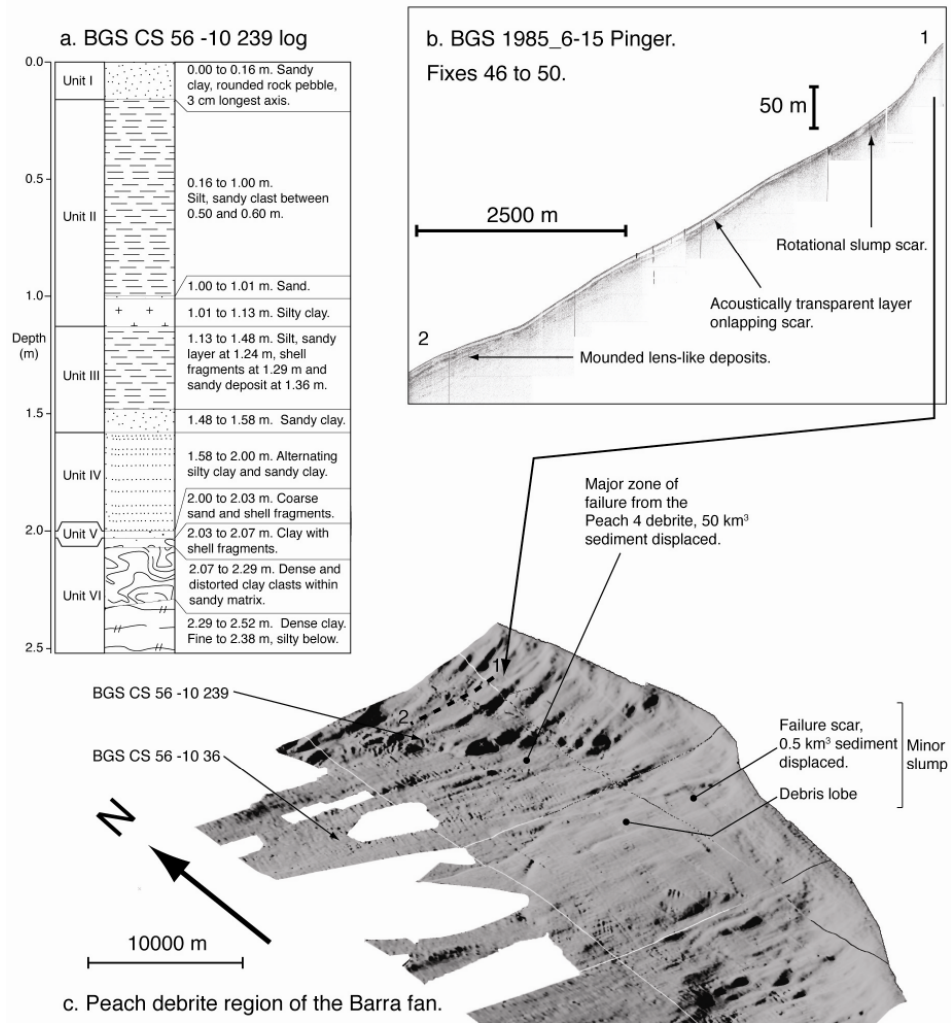 a. BGS CS 56 -10 239 log
0.0
0.5
1.0
Depth
(m)
1.5
2.0
2.5
Unit I
Unit II
Unit III
Unit IV
Unit V
Unit VI
0.00 to 0.16 m. Sandy
clay, rounded rock pebble,
3 cm longest axis.
0.16 to 1.00 m.
Silt, sandy clast between
0.50 and 0.60 m.
1.00 to 1.01 m. Sand.
1.01 to 1.13 m. Silty clay.
1.13 to 1.48 m. Silt, sandy
layer at 1.24 m, shell
fragments at 1.29 m and
sandy deposit at 1.36 m.
1.48 to 1.58 m. Sandy clay.
1.58 to 2.00 m. Alternating
silty clay and sandy clay.
2.00 to 2.03 m. Coarse
sand and shell fragments.
2.03 to 2.07 m. Clay with
shell fragments.
2.07 to 2.29 m. Dense and
distorted clay clasts within
sandy matrix.
2.29 to 2.52 m. Dense clay.
Fine to 2.38 m, silty below.
b. BGS 1985_6-15 Pinger.
Fixes 46 to 50.
1
50 m
2500 m
Rotational slump scar.
Acoustically transparent layer
onlapping scar.
2
Mounded lens-like deposits.
Major zone of
failure from the
Peach 4 debrite, 50 km³
sediment displaced.
1
2
BGS CS 56 -10 239
BGS CS 56 -10 36
Failure scar,
0.5 km³ sediment
displaced.
Debris lobe
Minor
slump
N
10000 m
c. Peach debrite region of the Barra fan.